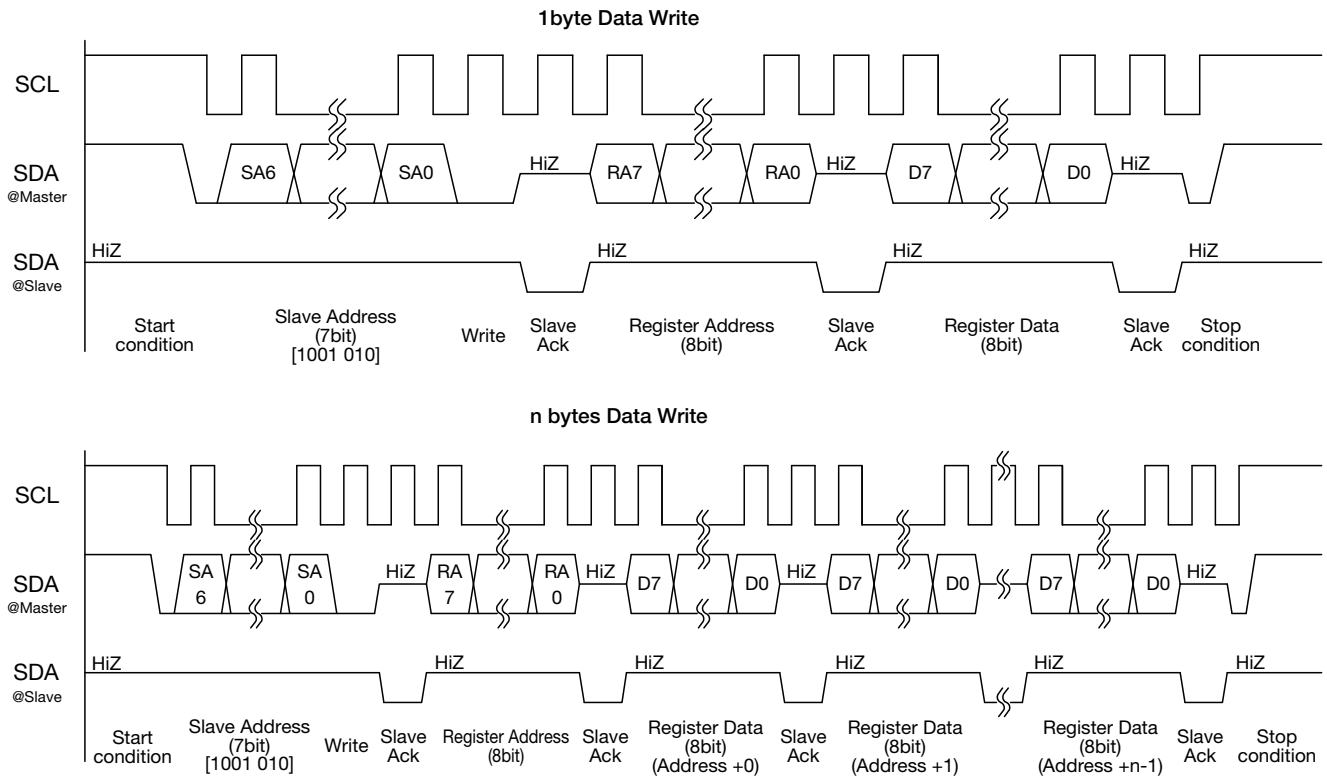 1byte Data Write
SCL
SDA
@Master
SA6 SA0 HiZ RA7 RA0 HiZ D7 D0 HiZ
SDA
@Slave
HiZ HiZ HiZ HiZ
Start
condition
Slave Address
(7bit)
[1001 010]
Write
Slave
Ack
Register Address
(8bit)
Slave
Ack
Register Data
(8bit)
Slave
Ack
Stop
condition
n bytes Data Write
SCL
SDA
@Master
SA
6
SA
0
HiZ
RA
7
RA
0
HiZ D7 D0 HiZ D7 D0 D7 D0 HiZ
SDA
@Slave
HiZ HiZ HiZ HiZ HiZ HiZ
Start
condition
Slave Address
(7bit)
[1001 010]
Write
Slave
Ack
Register Address
(8bit)
Slave
Ack
Register Data
(8bit)
(Address +0)
Slave
Ack
Register Data
(8bit)
(Address +1)
Register Data
(8bit)
(Address +n-1)
Slave
Ack
Stop
condition